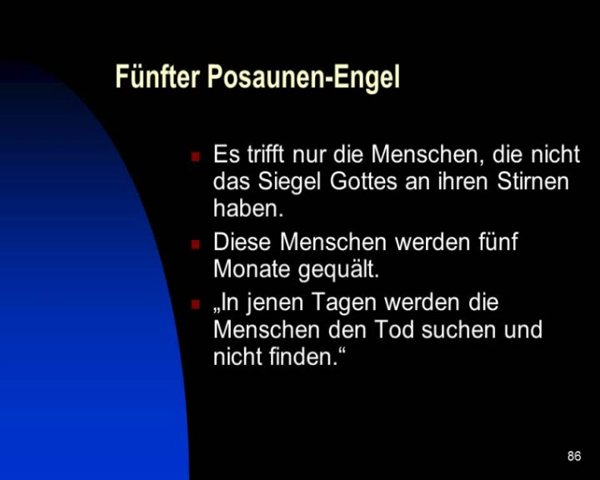 Fünfter Posaunen-Engel
Es trifft nur die Menschen, die nicht
das Siegel Gottes an ihren Stirnen
haben.
Diese Menschen werden fünf
Monate gequält.
„In jenen Tagen werden die
Menschen den Tod suchen und
nicht finden.“
86